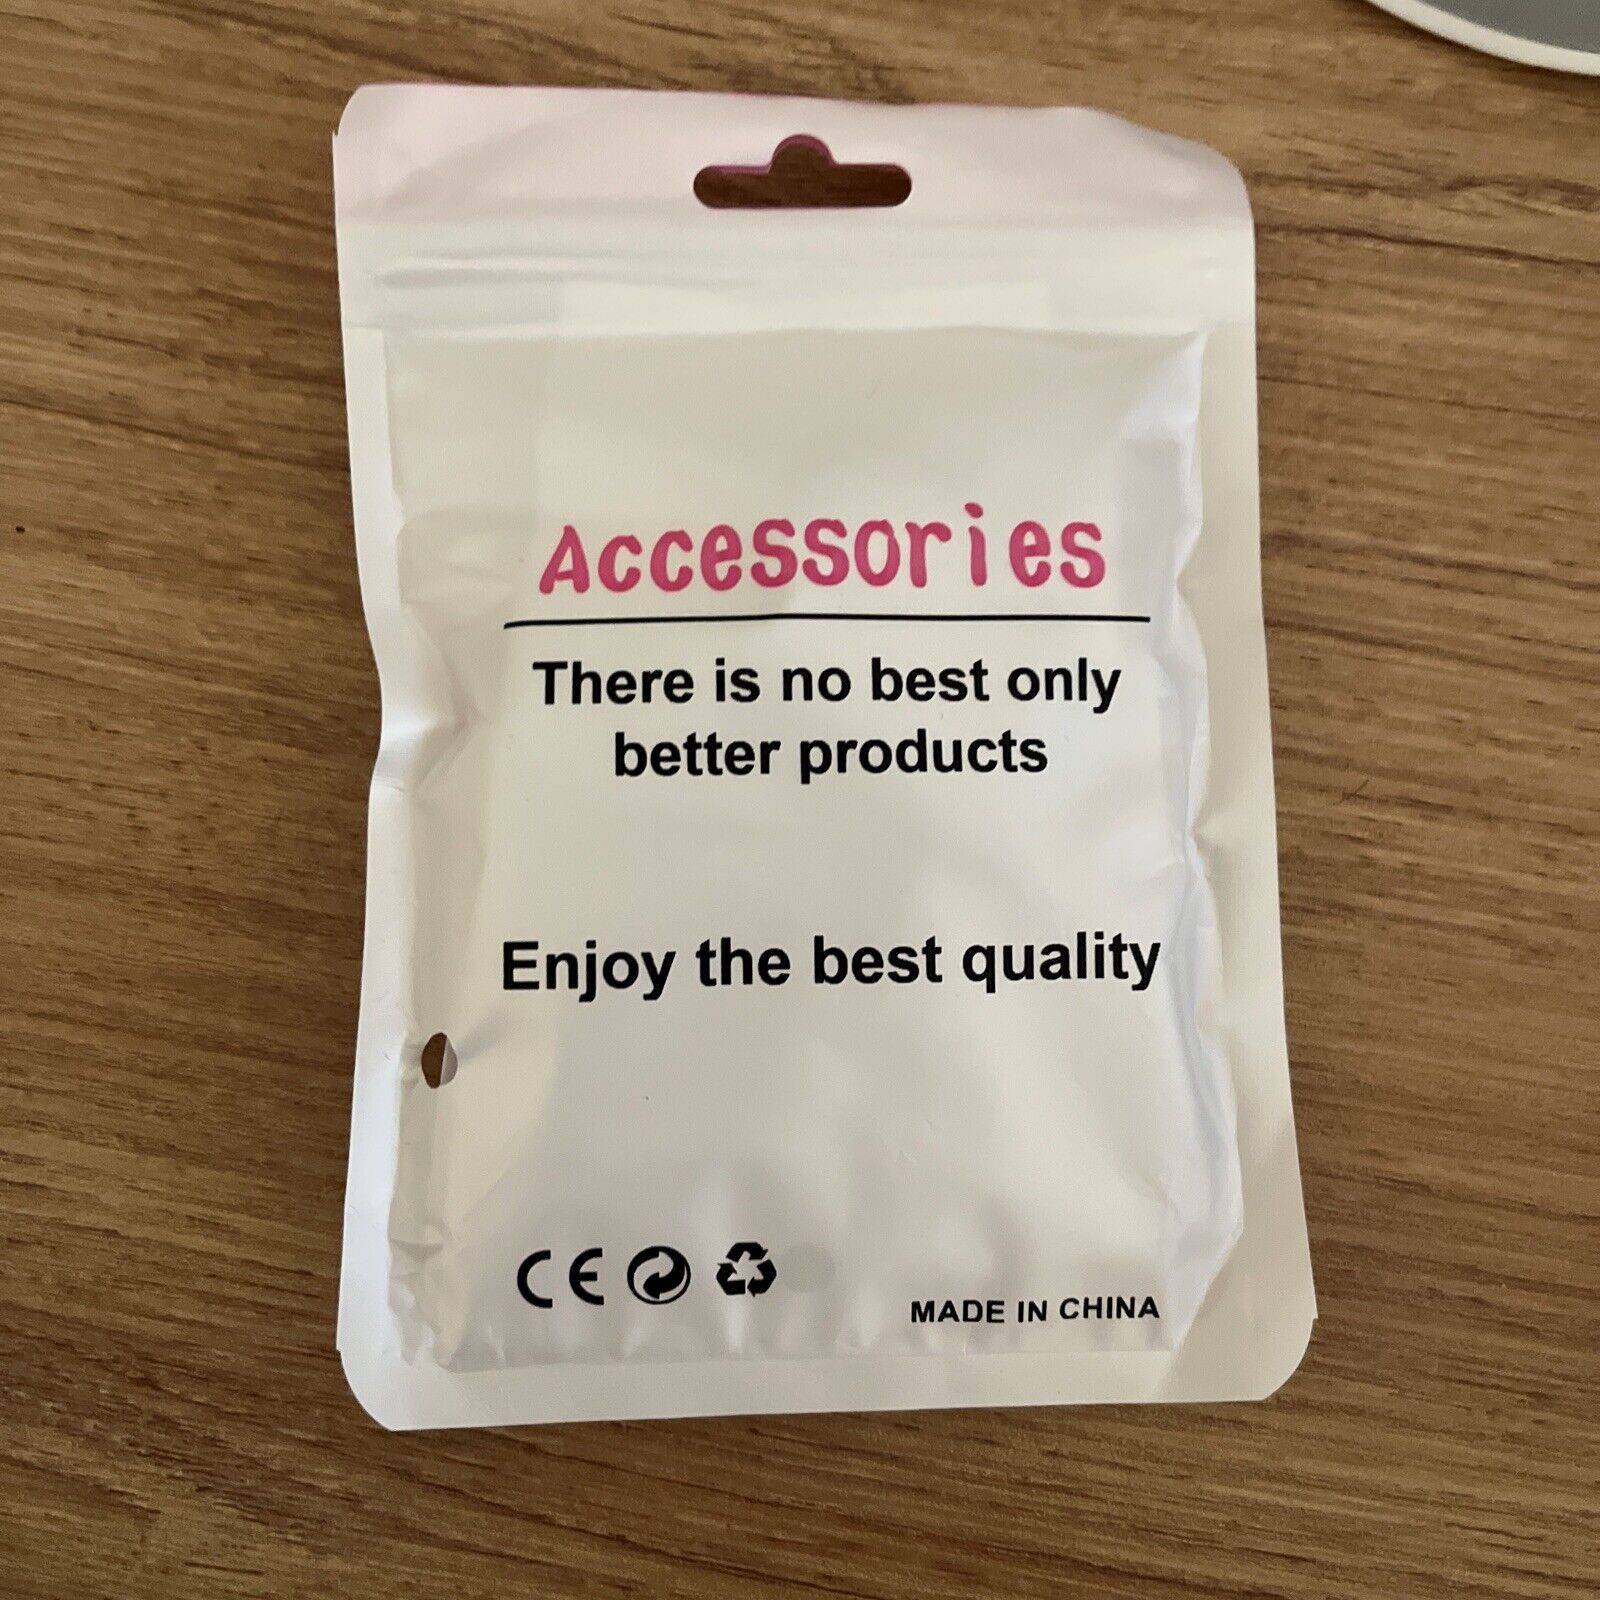 Accessories
There is no best only
better products
Enjoy the best quality
CE
MADE IN CHINA